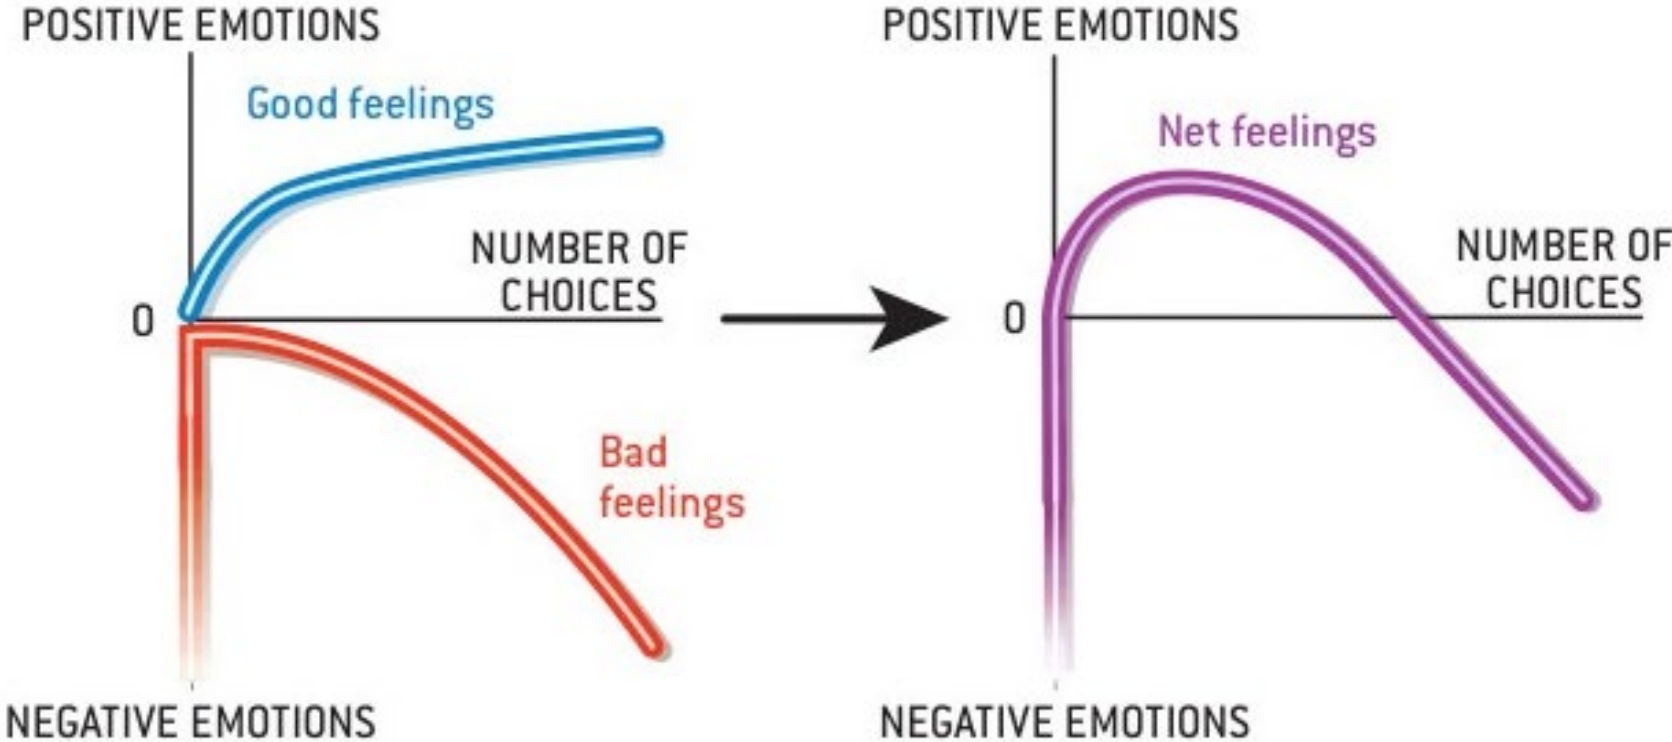 POSITIVE EMOTIONS
Good feelings
NUMBER OF
CHOICES
0
Bad
feelings
NEGATIVE EMOTIONS
POSITIVE EMOTIONS
Net feelings
NUMBER OF
CHOICES
0
NEGATIVE EMOTIONS